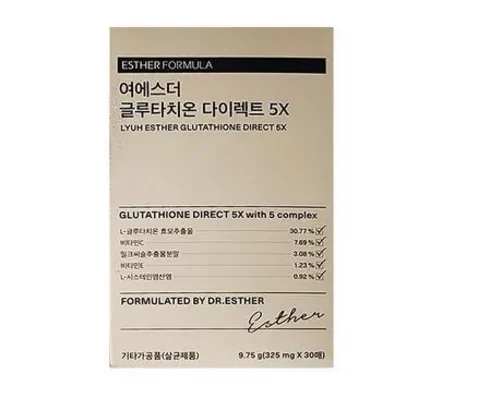 ESTHER FORMULA
여에스더
글루타치온 다이렉트 5X
LYUH ESTHER GLUTATHIONE DIRECT 5X
GLUTATHIONE DIRECT 5X with 5 complex
L-글루타치온 효모추출물 30.77 %
비타민C 7.69 %
밀크씨슬추출물분말 3.08 %
비타민E 1.23 %
L-시스테인염산염 0.92 %
FORMULATED BY DR.ESTHER
Esther
기타가공품(살균제품) 9.75 g(325 mg X 30매)